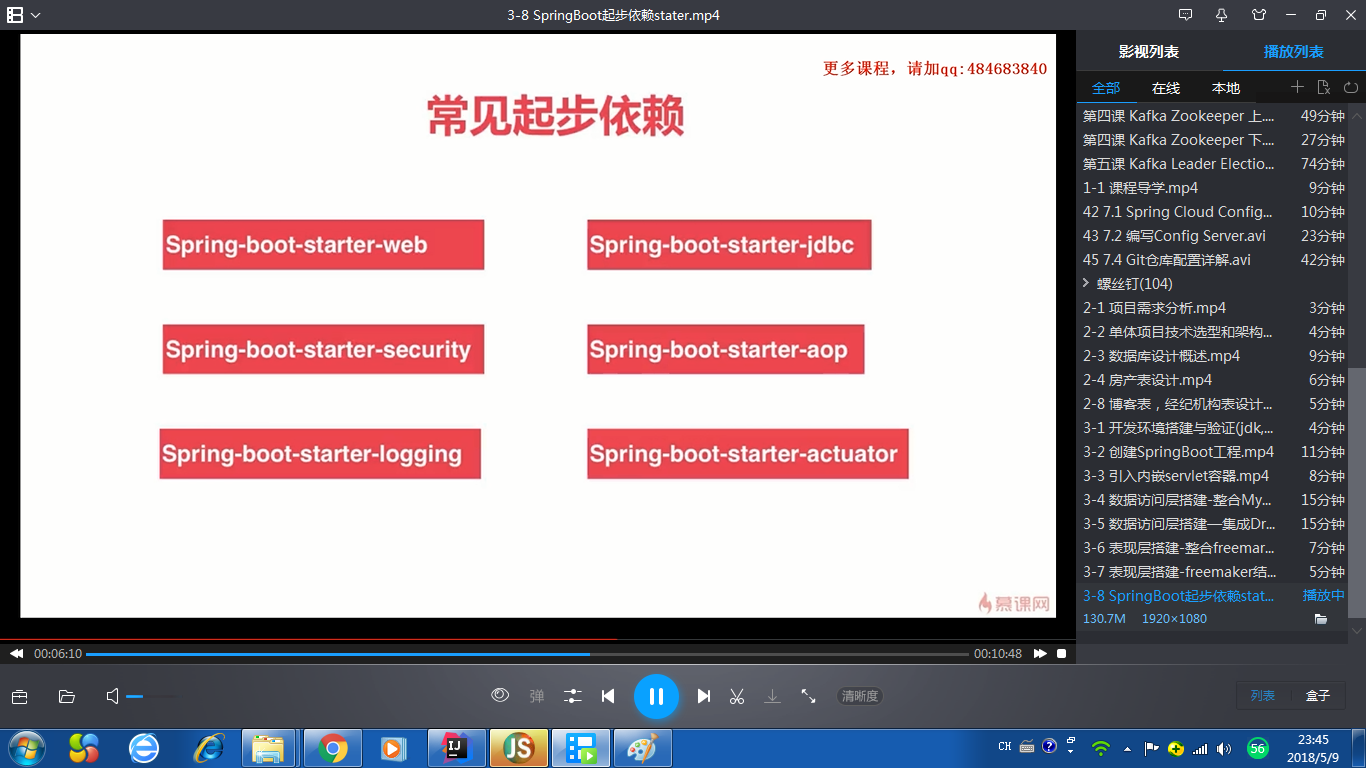 3-8 SpringBoot起步依赖stater.mp4
更多课程，请加qq:484683840
常见起步依赖
Spring-boot-starter-web
Spring-boot-starter-jdbc
Spring-boot-starter-security
Spring-boot-starter-aop
Spring-boot-starter-logging
Spring-boot-starter-actuator
慕课网
影视列表 播放列表
全部 在线 本地
第四课 Kafka Zookeeper 上.... 49分钟
第四课 Kafka Zookeeper 下.... 27分钟
第五课 Kafka Leader Electio... 74分钟
1-1 课程导学.mp4 9分钟
42 7.1 Spring Cloud Config... 10分钟
43 7.2 编写Config Server.avi 23分钟
45 7.4 Git仓库配置详解.avi 42分钟
螺丝钉(104)
2-1 项目需求分析.mp4 3分钟
2-2 单体项目技术选型和架构... 4分钟
2-3 数据库设计概述.mp4 9分钟
2-4 房产表设计.mp4 6分钟
2-8 博客表，经纪机构表设计... 5分钟
3-1 开发环境搭建与验证(jdk,... 4分钟
3-2 创建SpringBoot工程.mp4 11分钟
3-3 引入内嵌servlet容器.mp4 8分钟
3-4 数据访问层搭建-整合My... 15分钟
3-5 数据访问层搭建—集成Dr... 15分钟
3-6 表现层搭建-整合freemar... 7分钟
3-7 表现层搭建-freemaker结... 5分钟
3-8 SpringBoot起步依赖stat... 播放中
130.7M 1920×1080
00:06:10 00:10:48
弹 清晰度 列表 盒子
IJ JS CH 56 23:45
2018/5/9